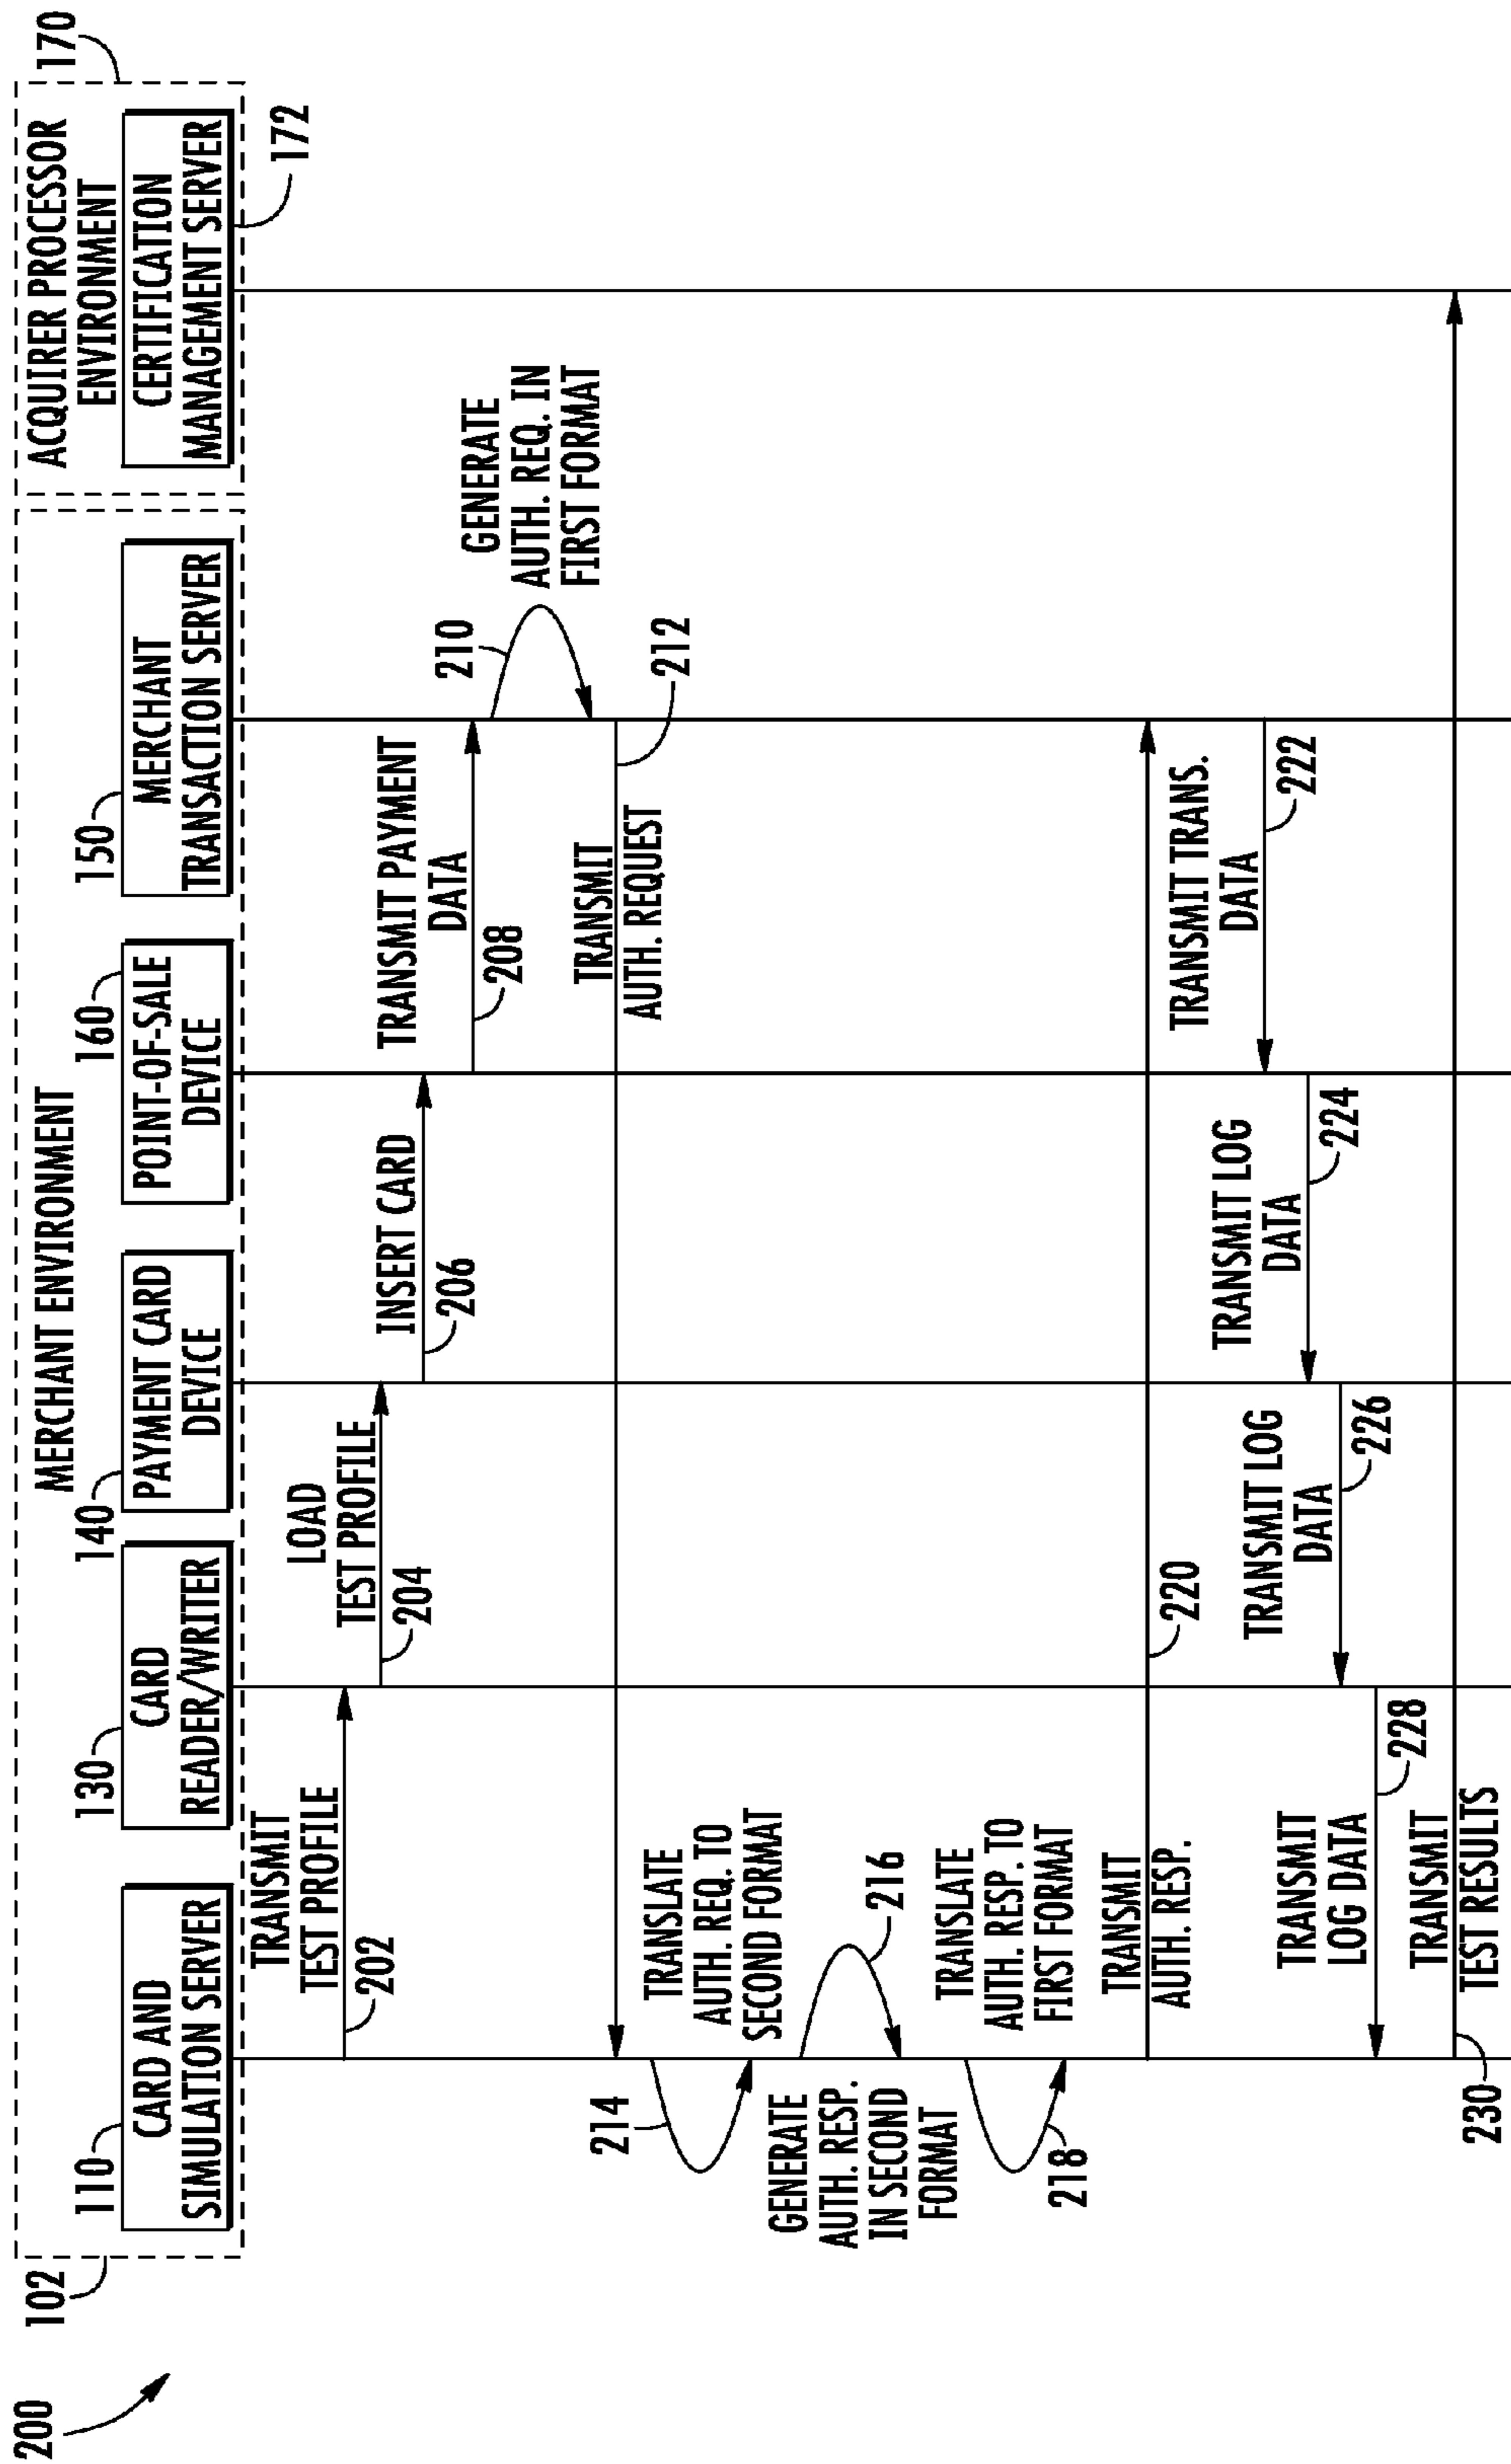 200
102
MERCHANT ENVIRONMENT
ACQUIRER PROCESSOR
ENVIRONMENT
170
110
CARD AND
SIMULATION SERVER
130
CARD
READER/WRITER
140
PAYMENT CARD
DEVICE
160
POINT-OF-SALE
DEVICE
150
MERCHANT
TRANSACTION SERVER
CERTIFICATION
MANAGEMENT SERVER
172
TRANSMIT
TEST PROFILE
202
LOAD
TEST PROFILE
204
INSERT CARD
206
TRANSMIT PAYMENT
DATA
208
210
GENERATE
AUTH. REQ. IN
FIRST FORMAT
TRANSMIT
AUTH. REQUEST
212
214
TRANSLATE
AUTH. REQ. TO
SECOND FORMAT
GENERATE
AUTH. RESP.
IN SECOND
FORMAT
216
TRANSLATE
AUTH. RESP. TO
FIRST FORMAT
218
TRANSMIT
AUTH. RESP.
220
TRANSMIT TRANS.
DATA
222
TRANSMIT LOG
DATA
224
TRANSMIT LOG
DATA
226
TRANSMIT
LOG DATA
228
TRANSMIT
TEST RESULTS
230